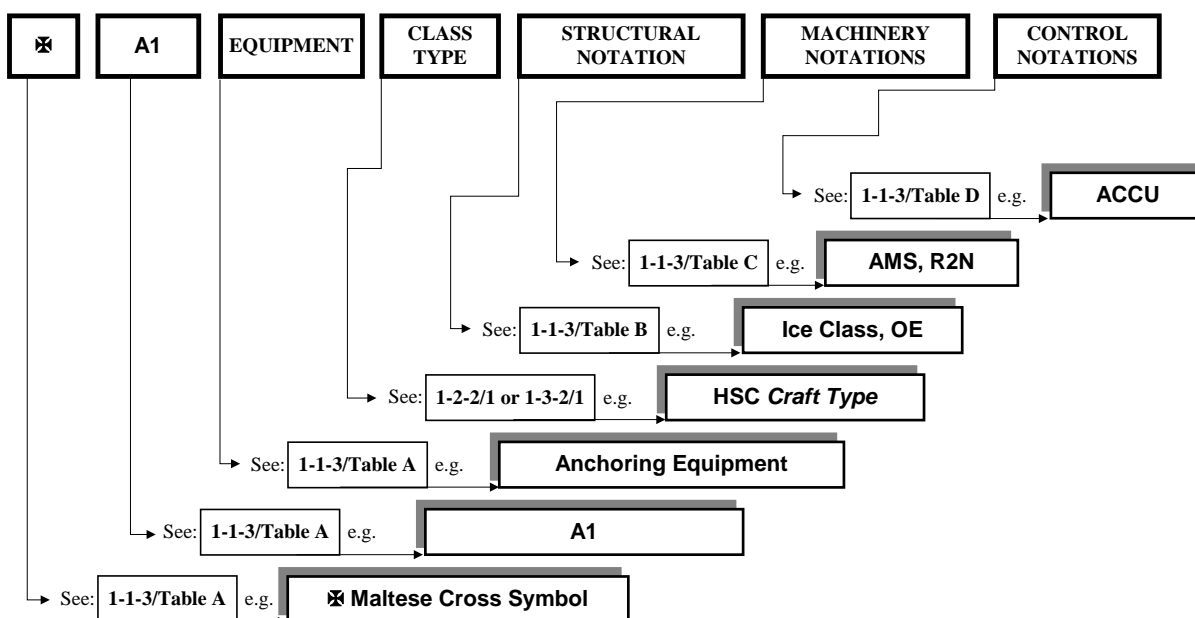 ✠ A1 EQUIPMENT CLASS TYPE STRUCTURAL NOTATION MACHINERY NOTATIONS CONTROL NOTATIONS
See: 1-1-3/Table D e.g. ACCU
See: 1-1-3/Table C e.g. AMS, R2N
See: 1-1-3/Table B e.g. Ice Class, OE
See: 1-2-2/1 or 1-3-2/1 e.g. HSC Craft Type
See: 1-1-3/Table A e.g. Anchoring Equipment
See: 1-1-3/Table A e.g. A1
See: 1-1-3/Table A e.g. ✠ Maltese Cross Symbol